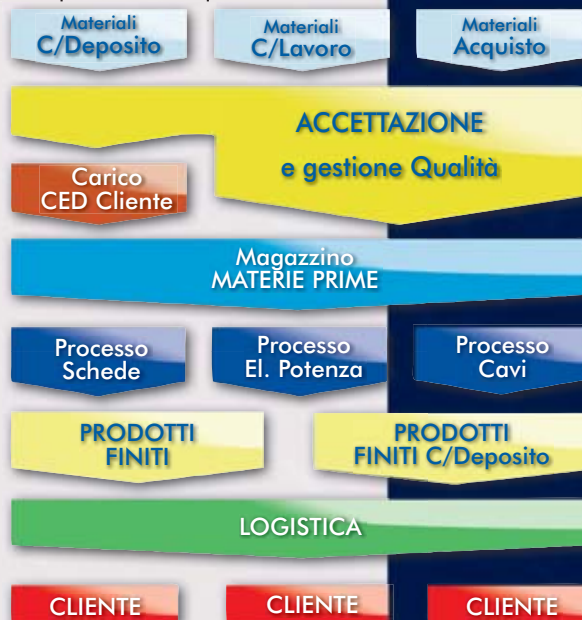 Materiali
C/Deposito
Materiali
C/Lavoro
Materiali
Acquisto
ACCETTAZIONE
e gestione Qualità
Carico
CED Cliente
Magazzino
MATERIE PRIME
Processo
Schede
Processo
El. Potenza
Processo
Cavi
PRODOTTI
FINITI
PRODOTTI
FINITI C/Deposito
LOGISTICA
CLIENTE
CLIENTE
CLIENTE